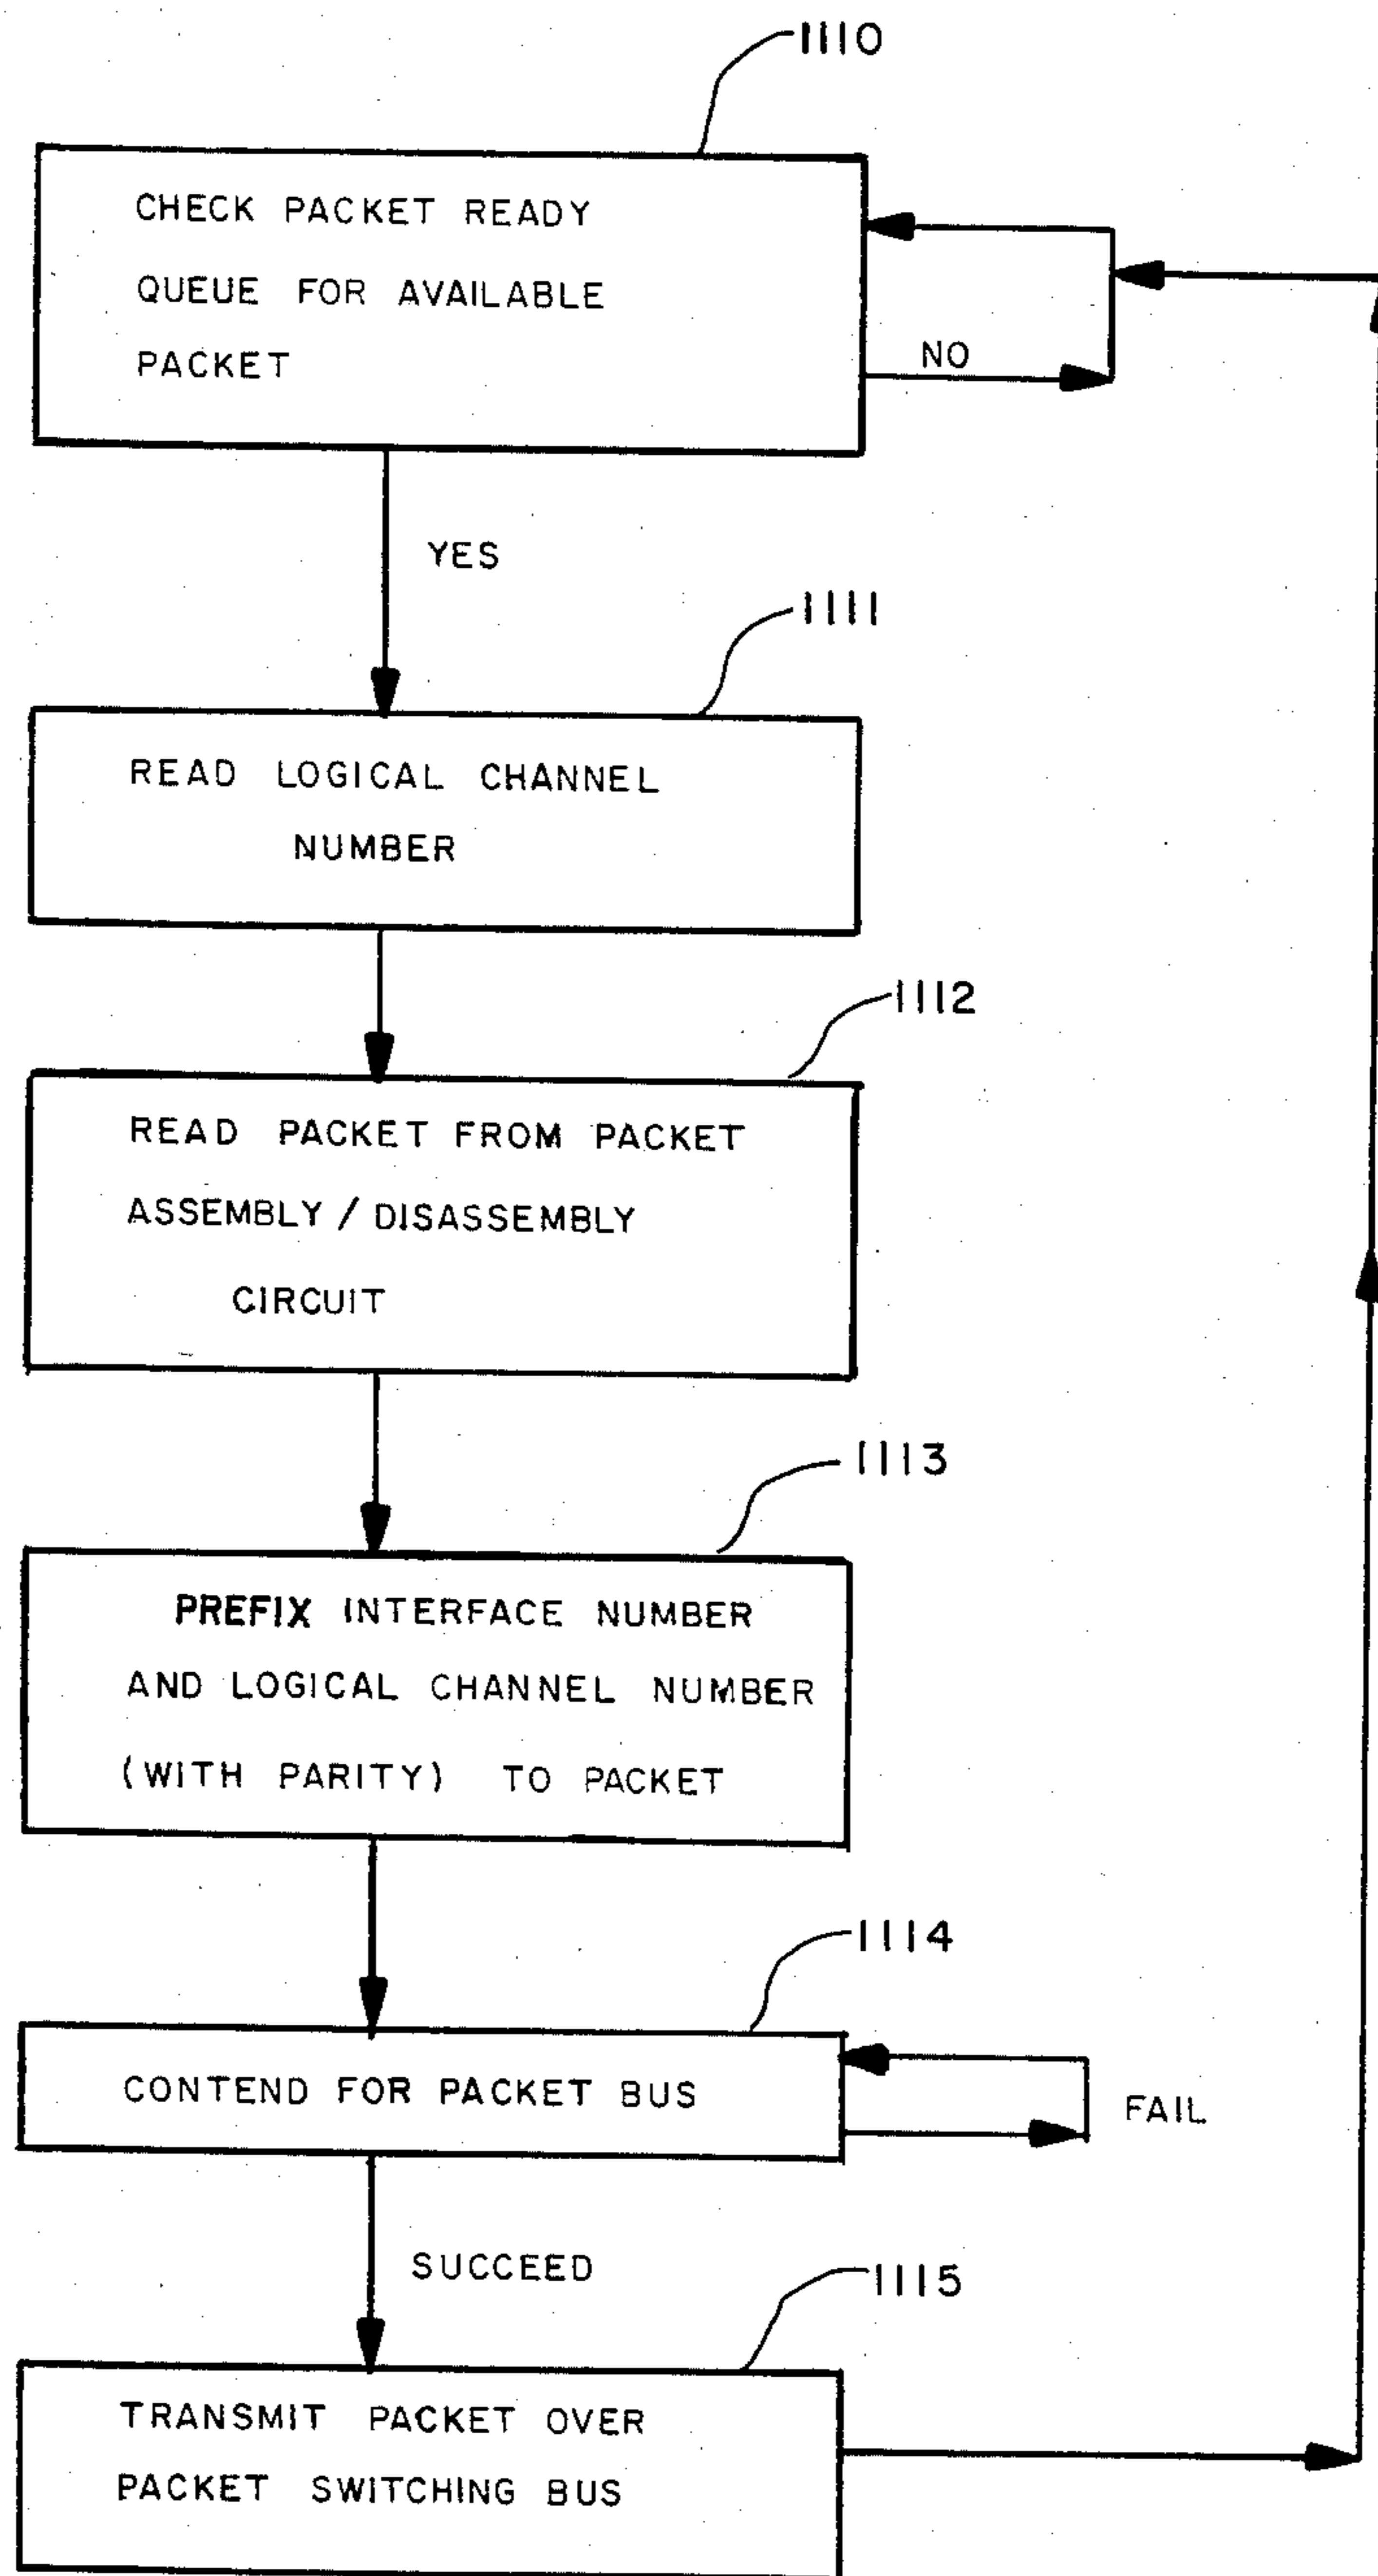 1110
CHECK PACKET READY
QUEUE FOR AVAILABLE
PACKET
NO
YES
1111
READ LOGICAL CHANNEL
NUMBER
1112
READ PACKET FROM PACKET
ASSEMBLY / DISASSEMBLY
CIRCUIT
1113
PREFIX INTERFACE NUMBER
AND LOGICAL CHANNEL NUMBER
(WITH PARITY) TO PACKET
1114
CONTEND FOR PACKET BUS
FAIL
SUCCEED
1115
TRANSMIT PACKET OVER
PACKET SWITCHING BUS